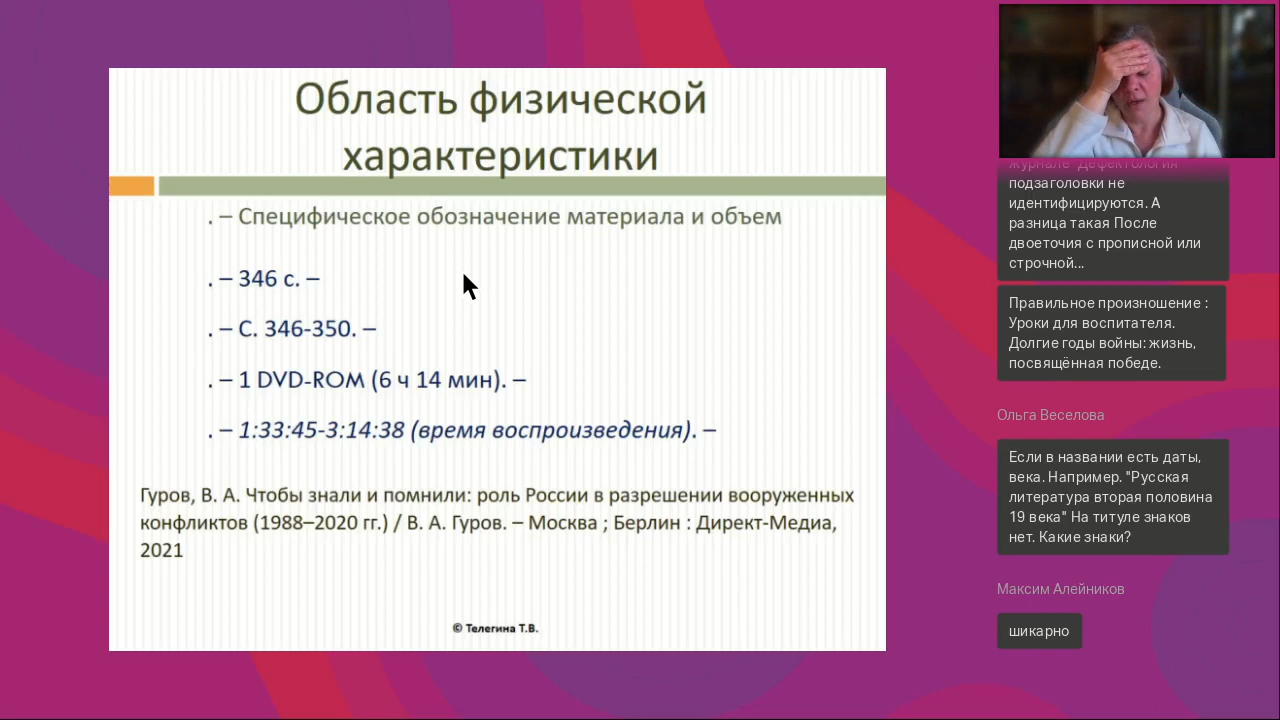 Область физической
характеристики
. – Специфическое обозначение материала и объем
. – 346 с. –
. – С. 346-350. –
. – 1 DVD-ROM (6 ч 14 мин). –
. – 1:33:45-3:14:38 (время воспроизведения). –
Гуров, В. А. Чтобы знали и помнили: роль России в разрешении вооруженных
конфликтов (1988–2020 гг.) / В. А. Гуров. – Москва ; Берлин : Директ-Медиа,
2021
© Телегина Т.В.
журнале "Дефектология
подзаголовки не
идентифицируются. А
разница такая После
двоеточия с прописной или
строчной...
Правильное произношение :
Уроки для воспитателя.
Долгие годы войны: жизнь,
посвящённая победе.
Ольга Веселова
Если в названии есть даты,
века. Например. "Русская
литература вторая половина
19 века" На титуле знаков
нет. Какие знаки?
Максим Алейников
шикарно